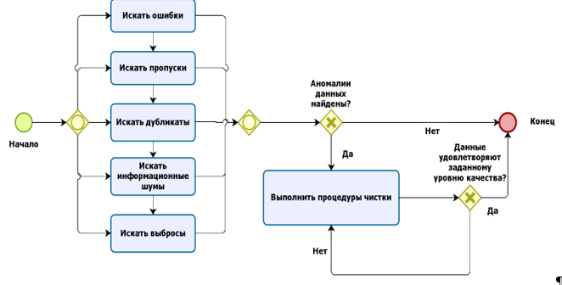 Искать ошибки
Искать пропуски
Искать дубликаты
Искать
информационные
шумы
Искать выбросы
Начало
Аномалии
данных
найдены?
Нет
Да
Конец
Данные
удовлетворяют
заданному
уровню качества?
Выполнить процедуры чистки
Да
Нет
¶